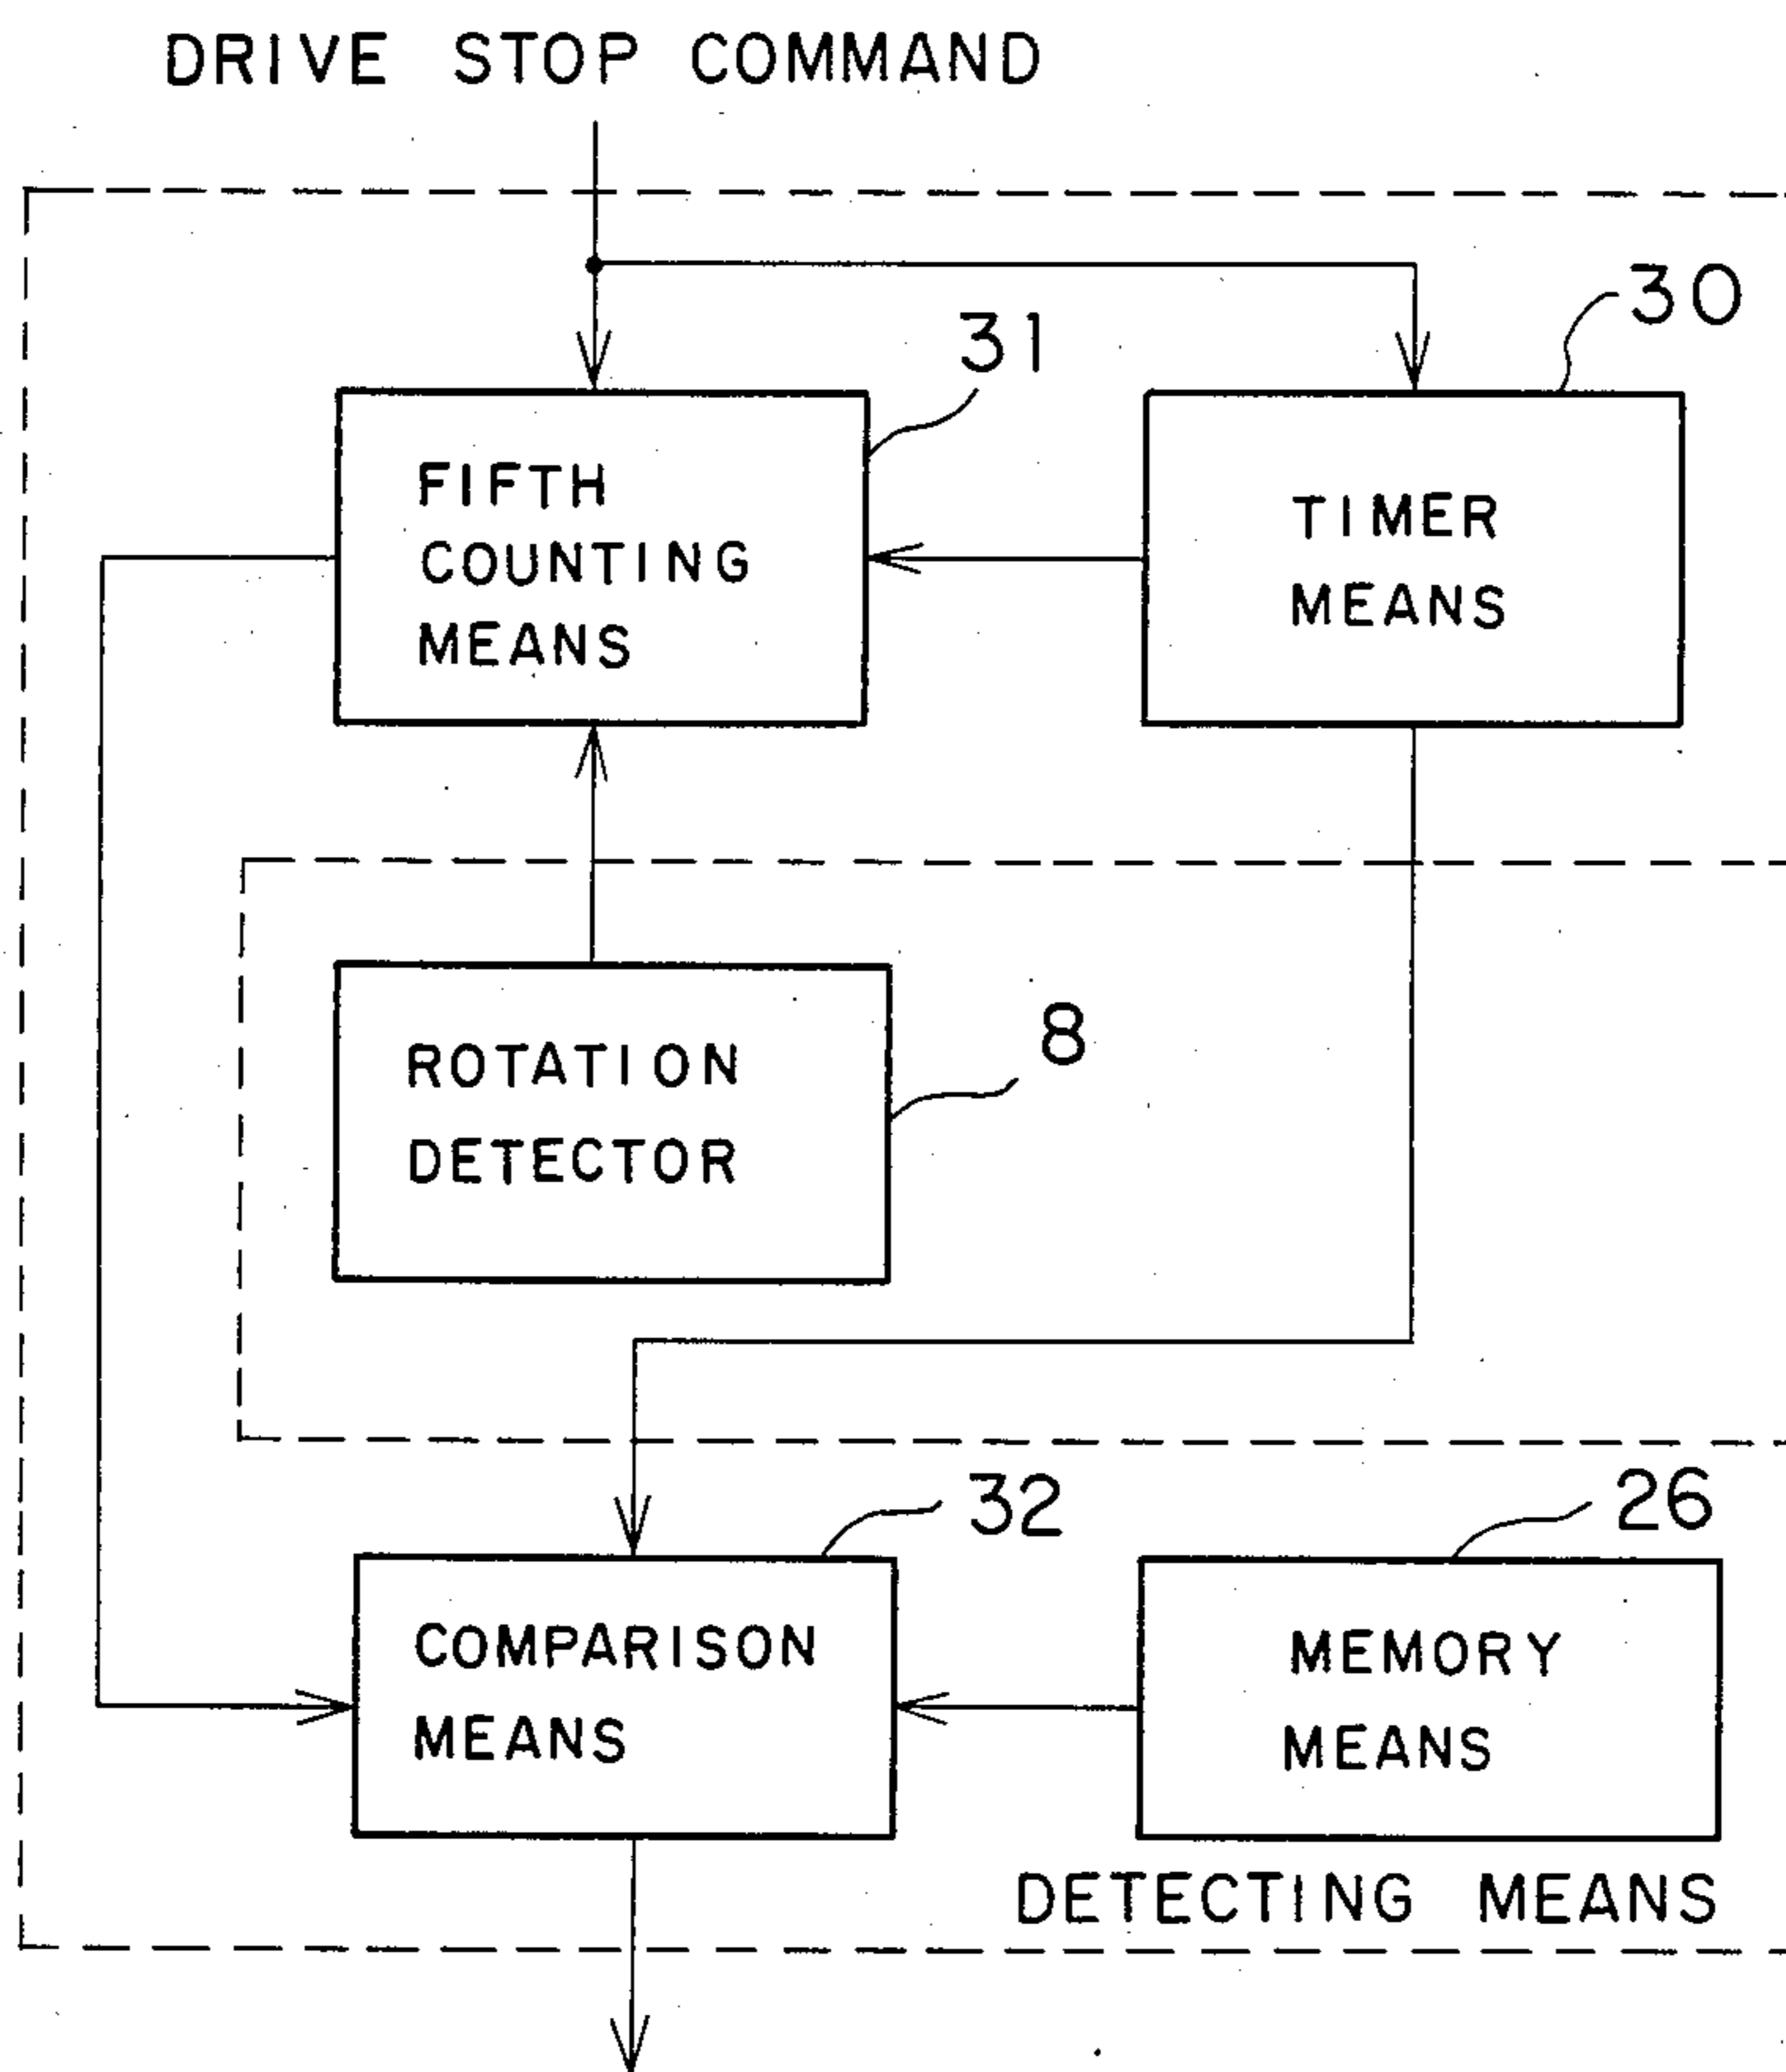 DRIVE STOP COMMAND
30
31
FIFTH
COUNTING
MEANS
TIMER
MEANS
8
ROTATION
DETECTOR
32
26
COMPARISON
MEANS
MEMORY
MEANS
DETECTING MEANS